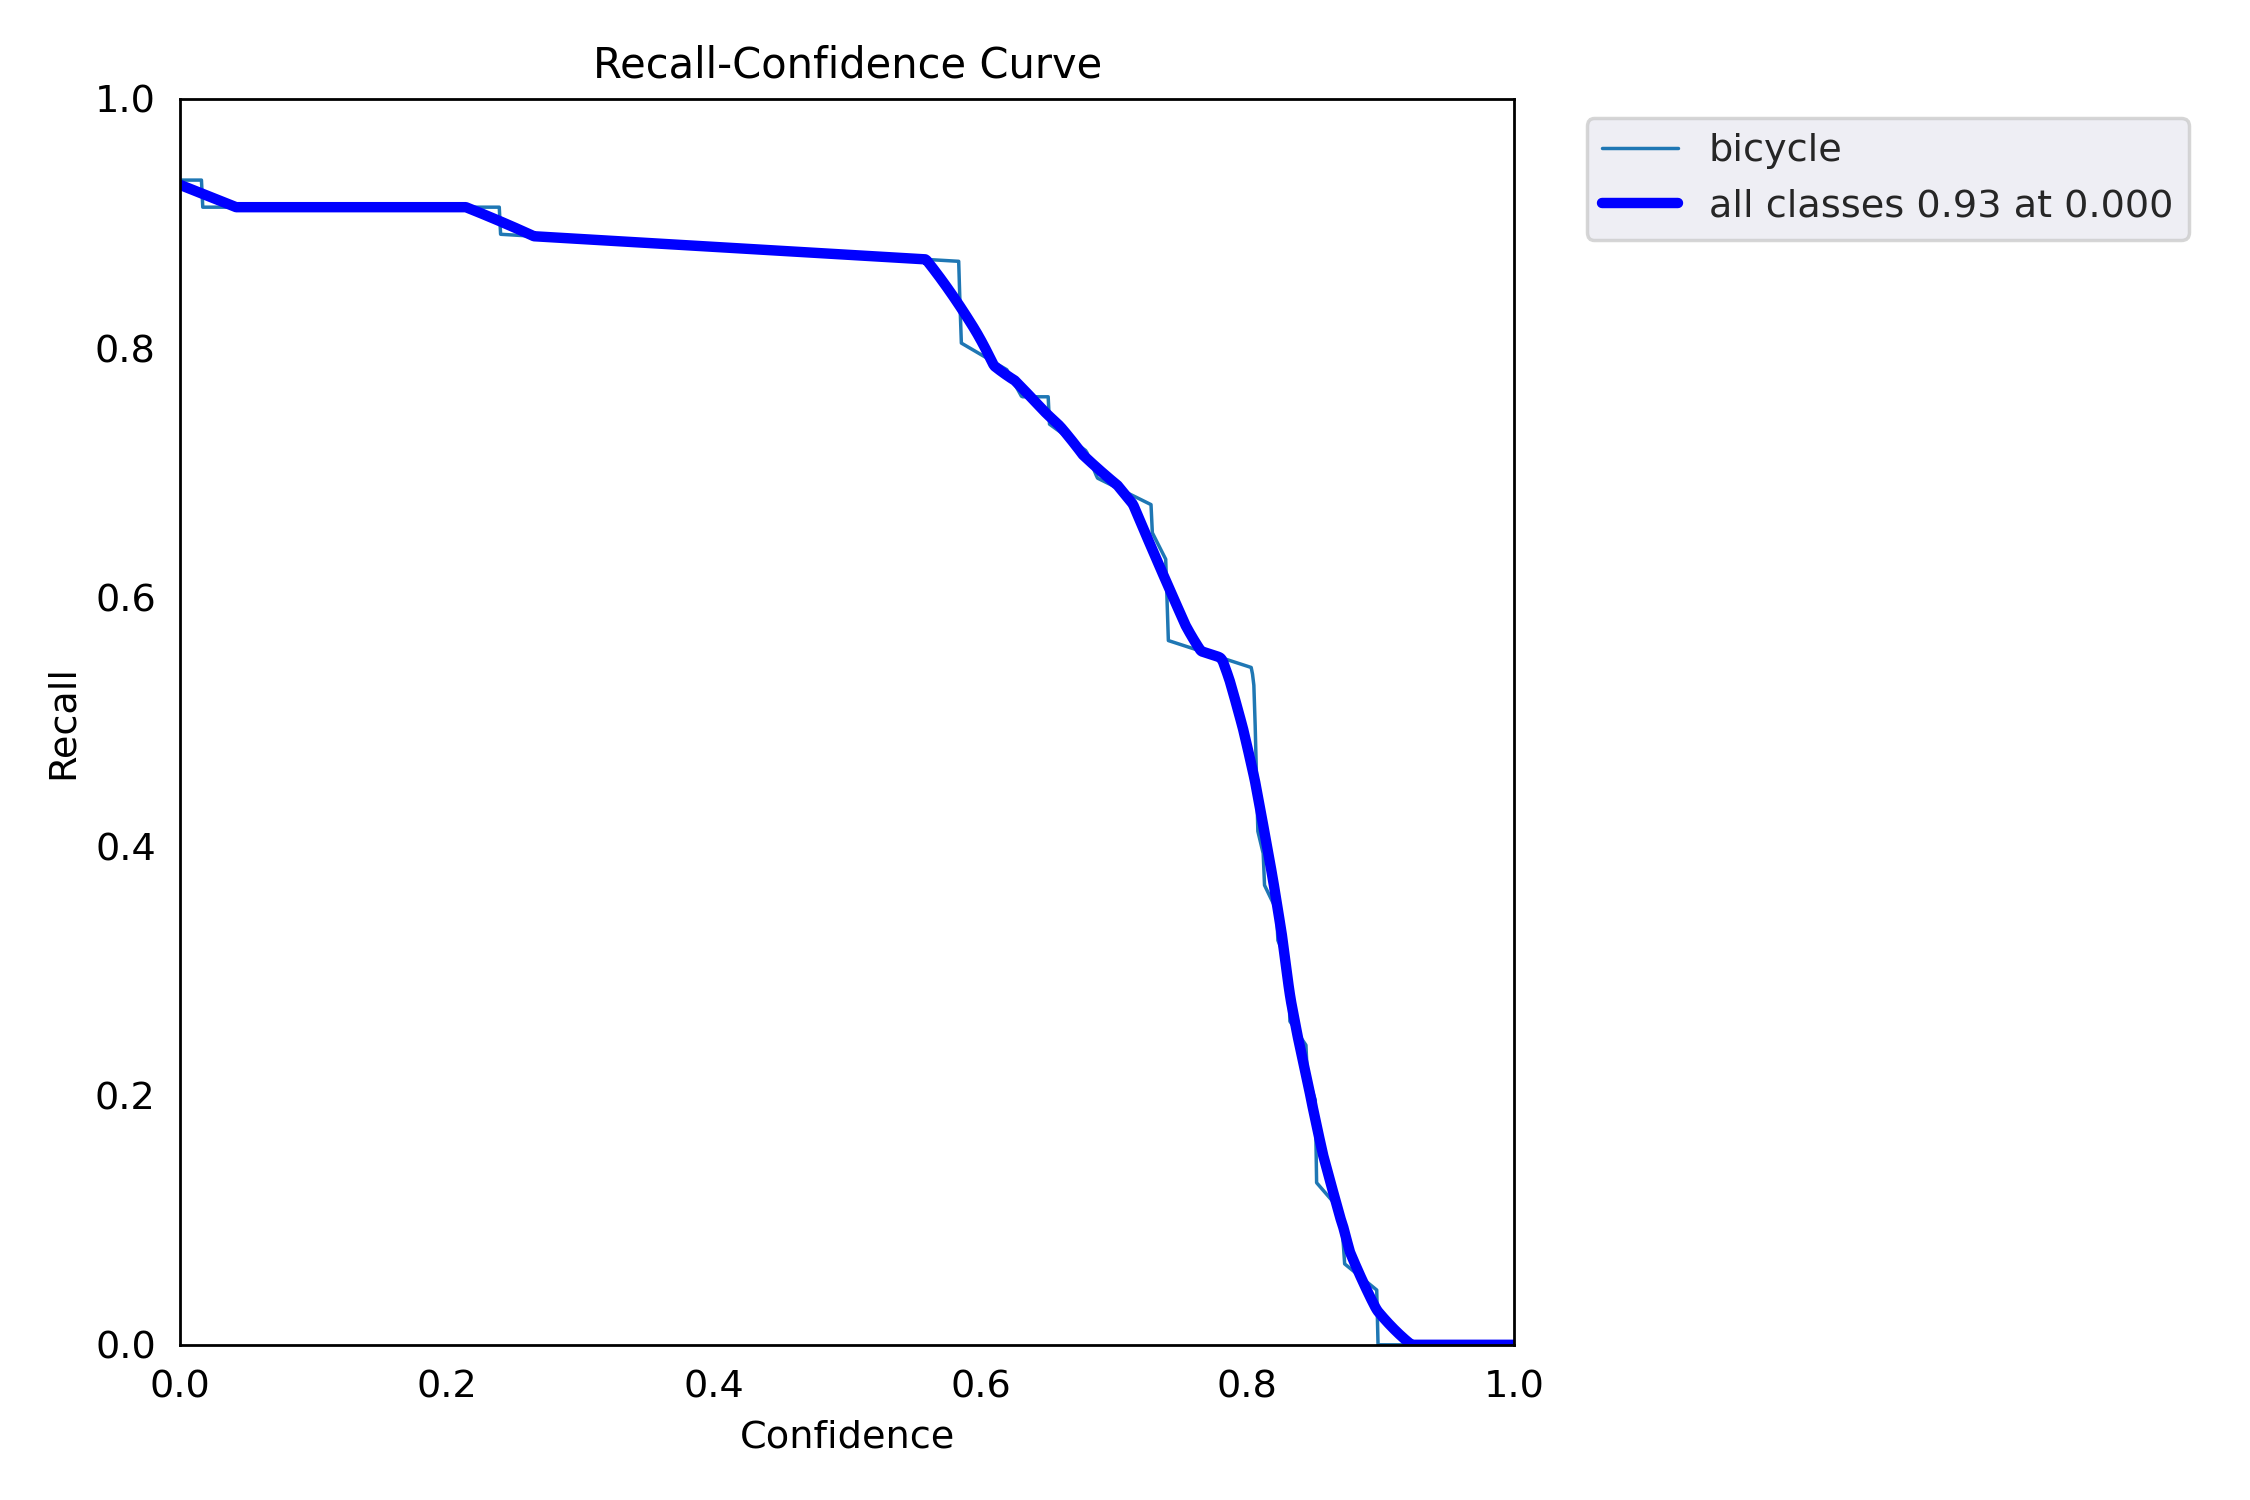 Recall-Confidence Curve
1.0
0.8
0.6
0.4
0.2
0.0
Recall
0.0 0.2 0.4 0.6 0.8 1.0
Confidence
bicycle
all classes 0.93 at 0.000